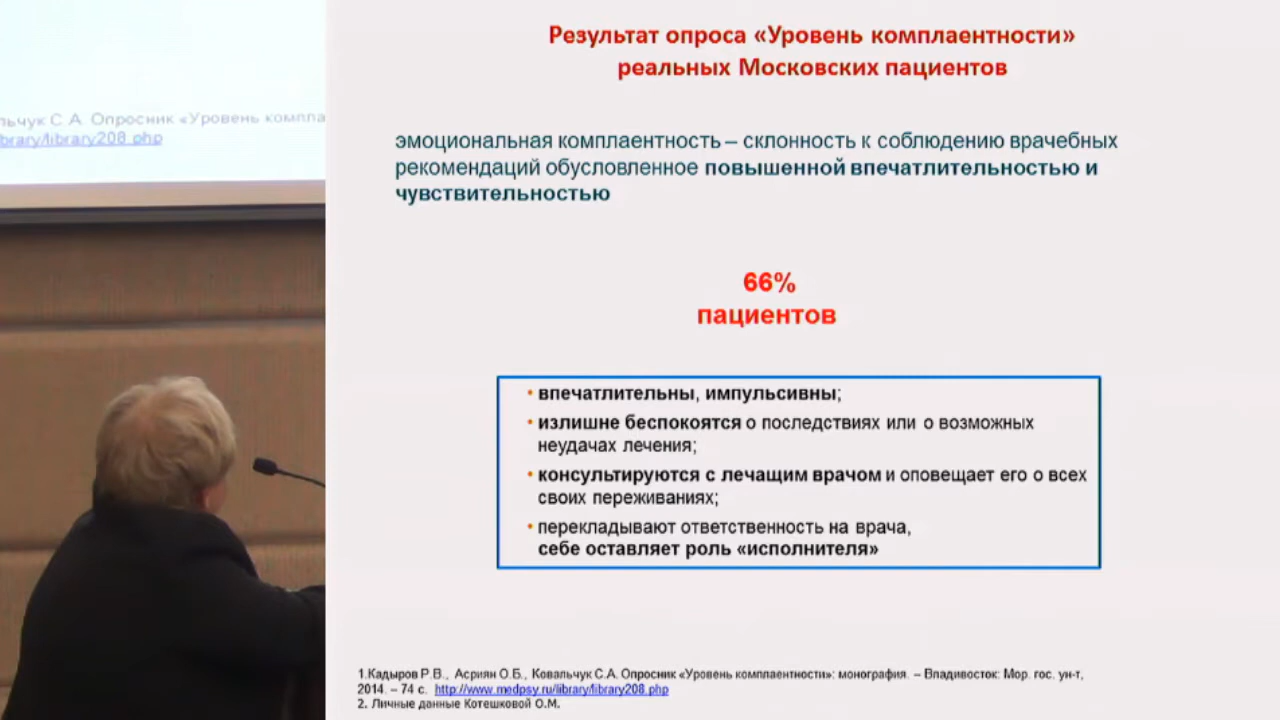 Результат опроса «Уровень комплаентности»
реальных Московских пациентов
льчук С.А. Опросник «Уровень компла
brary/library208.php
эмоциональная комплаентность – склонность к соблюдению врачебных
рекомендаций обусловленное повышенной впечатлительностью и
чувствительностью
66%
пациентов
• впечатлительны, импульсивны;
• излишне беспокоятся о последствиях или о возможных
неудачах лечения;
• консультируются с лечащим врачом и оповещает его о всех
своих переживаниях;
• перекладывают ответственность на врача,
себе оставляет роль «исполнителя»
1.Кадыров Р.В., Асриян О.Б., Ковальчук С.А. Опросник «Уровень комплаентности»: монография. – Владивосток: Мор. гос. ун-т,
2014. – 74 с. http://www.medpsy.ru/library/library208.php
2. Личные данные Котешковой О.М.